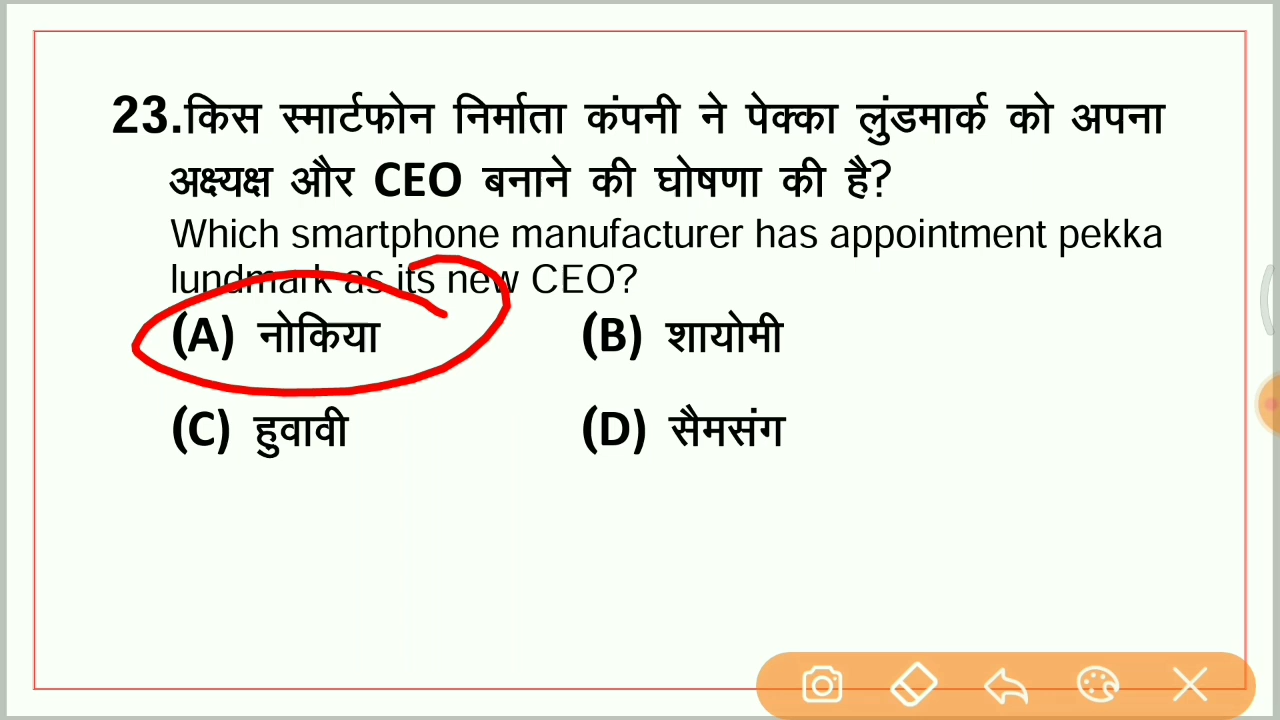 23.किस स्मार्टफोन निर्माता कंपनी ने पेक्का लुंडमार्क को अपना
अक्ष्यक्ष और CEO बनाने की घोषणा की है?
Which smartphone manufacturer has appointment pekka
lundmark as its new CEO?
(A) नोकिया (B) शायोमी
(C) हुवावी (D) सैमसंग